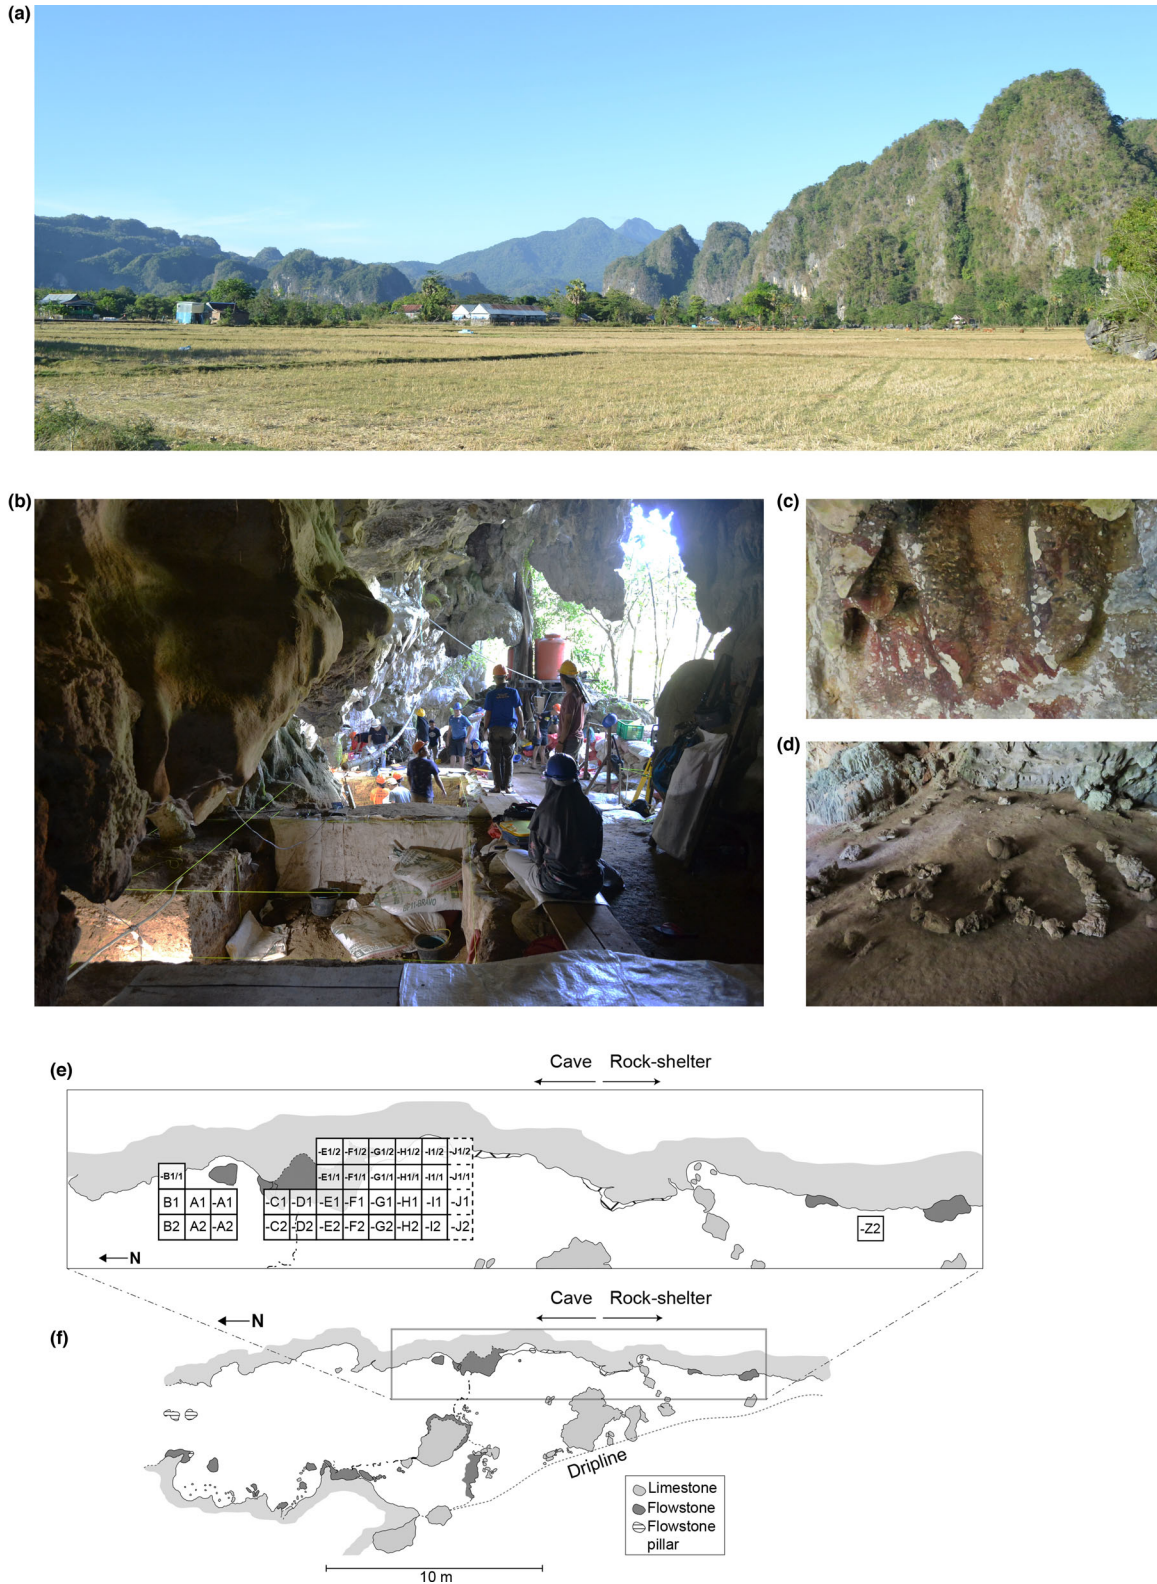 (a)
(b)
(c)
(d)
(e)
Cave Rock-shelter
-E1/2 -F1/2 -G1/2 -H1/2 -I1/2 -J1/2
-B1/1 -E1/1 -F1/1 -G1/1 -H1/1 -I1/1 -J1/1
B1 A1 -A1 -C1 -D1 -E1 -F1 -G1 -H1 -I1 -J1
B2 A2 -A2 -C2 -D2 -E2 -F2 -G2 -H2 -I2 -J2
-Z2
N
(f)
N
Cave Rock-shelter
Dripline
Limestone
Flowstone
Flowstone
pillar
10 m